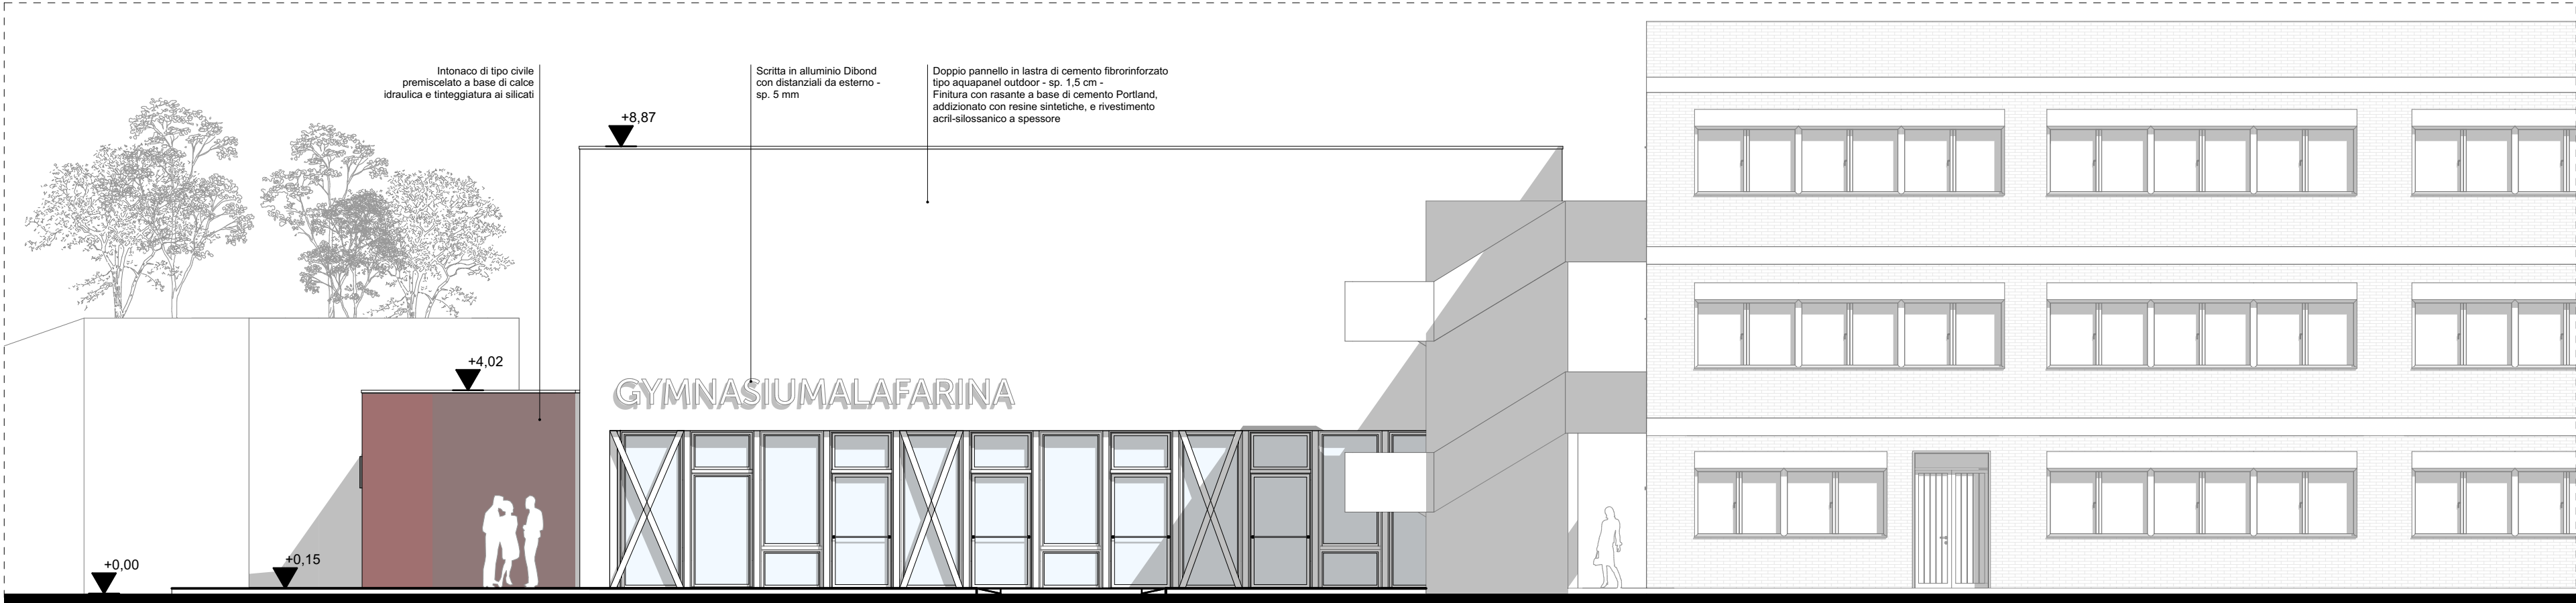 Intonaco di tipo civile
premiscelato a base di calce
idraulica e tinteggiatura ai silicati
Scritta in alluminio Dibond
con distanziali da esterno -
sp. 5 mm
Doppio pannello in lastra di cemento fibrorinforzato
tipo aquapanel outdoor - sp. 1,5 cm -
Finitura con rasante a base di cemento Portland,
addizionato con resine sintetiche, e rivestimento
acril-silossanico a spessore
+8,87
+4,02
GYMNASIUMALAFARINA
+0,15
+0,00